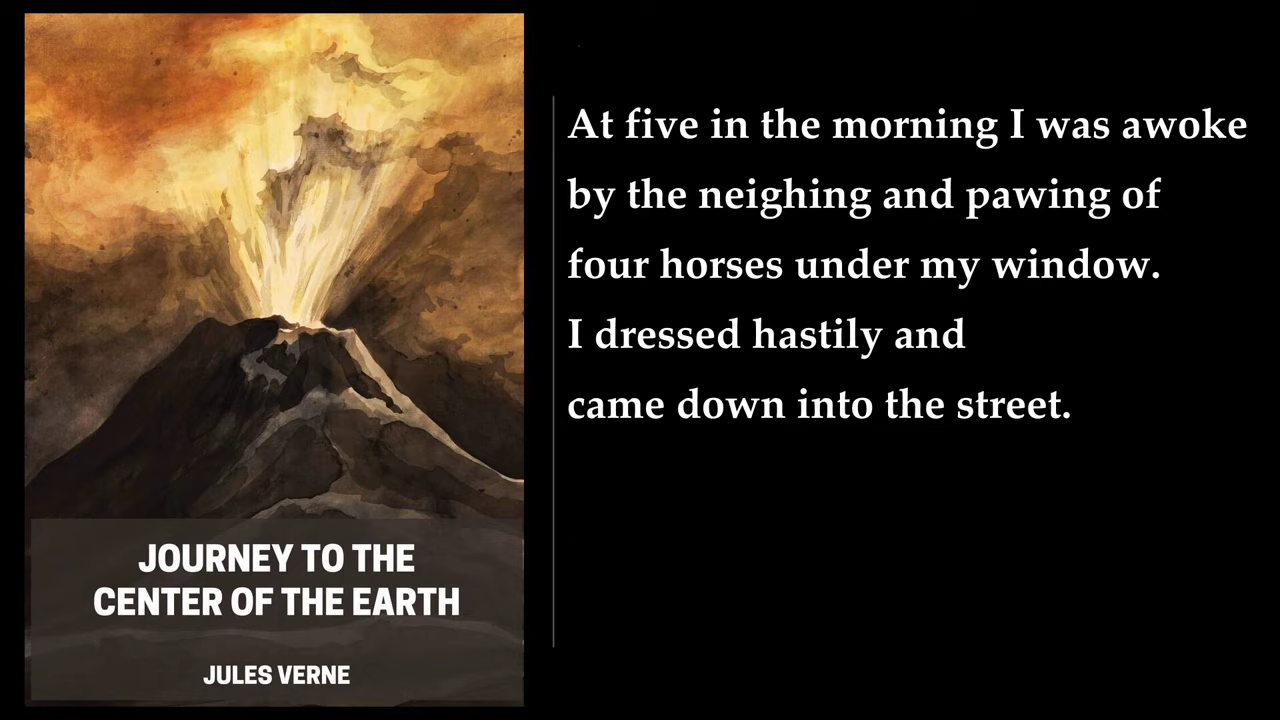 JOURNEY TO THE
CENTER OF THE EARTH
JULES VERNE
At five in the morning I was awoke
by the neighing and pawing of
four horses under my window.
I dressed hastily and
came down into the street.